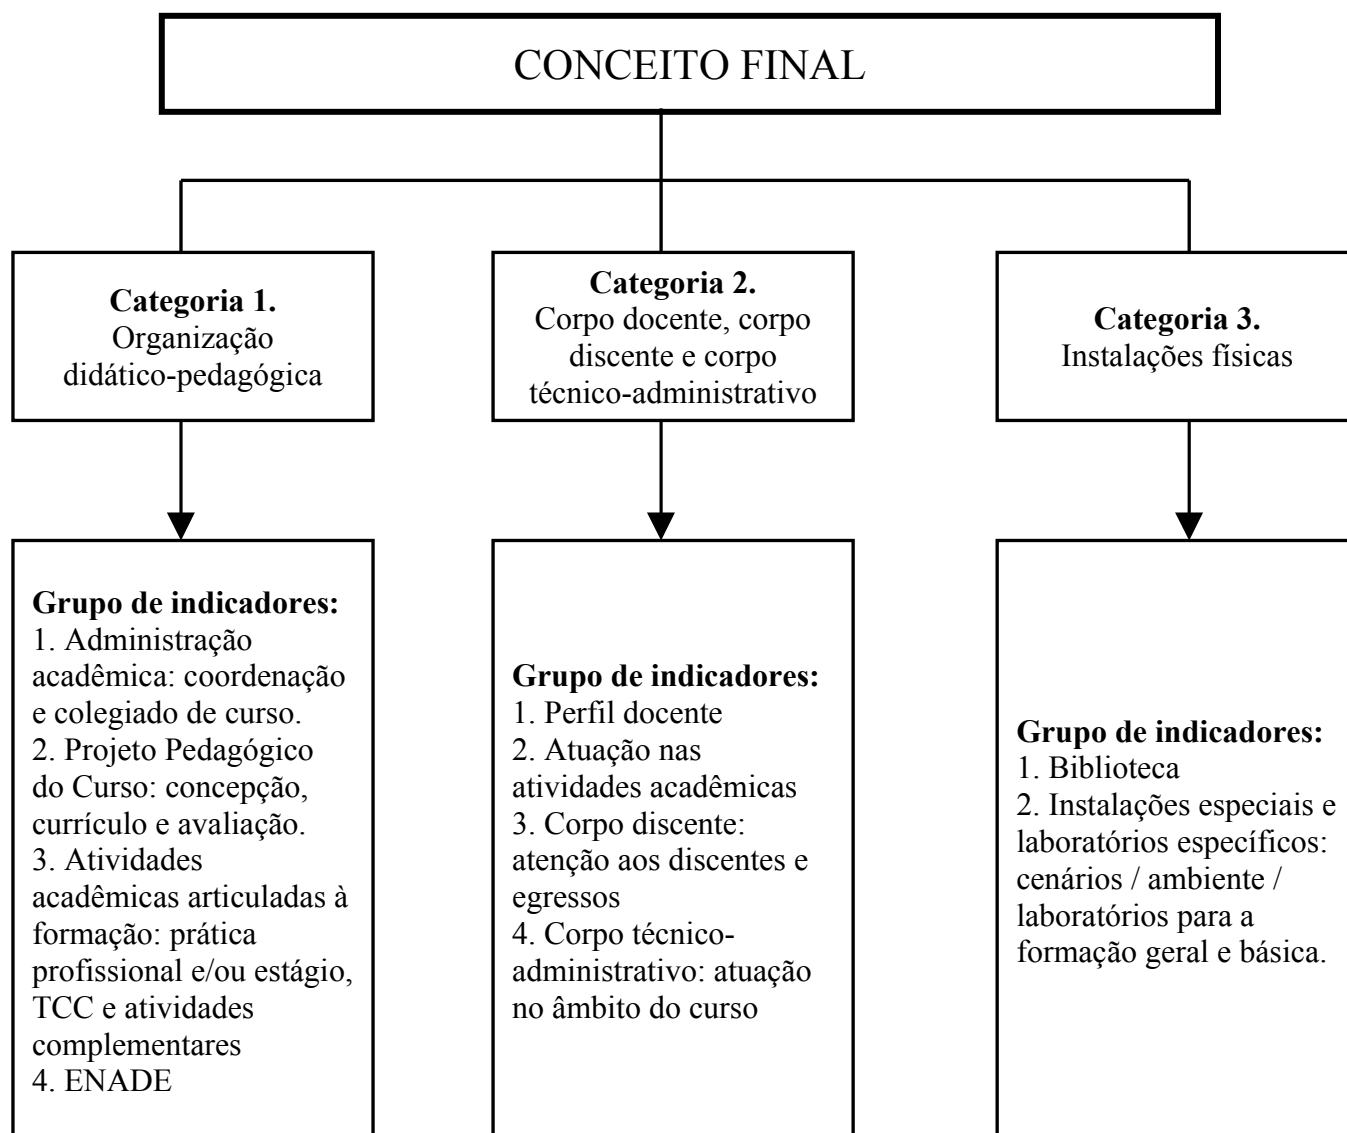 CONCEITO FINAL
Categoria 1.
Organização
didático-pedagógica
Categoria 2.
Corpo docente, corpo
discente e corpo
técnico-administrativo
Categoria 3.
Instalações físicas
Grupo de indicadores:
1. Administração
acadêmica: coordenação
e colegiado de curso.
2. Projeto Pedagógico
do Curso: concepção,
currículo e avaliação.
3. Atividades
acadêmicas articuladas à
formação: prática
profissional e/ou estágio,
TCC e atividades
complementares
4. ENADE
Grupo de indicadores:
1. Perfil docente
2. Atuação nas
atividades acadêmicas
3. Corpo discente:
atenção aos discentes e
egressos
4. Corpo técnico-
administrativo: atuação
no âmbito do curso
Grupo de indicadores:
1. Biblioteca
2. Instalações especiais e
laboratórios específicos:
cenários / ambiente /
laboratórios para a
formação geral e básica.